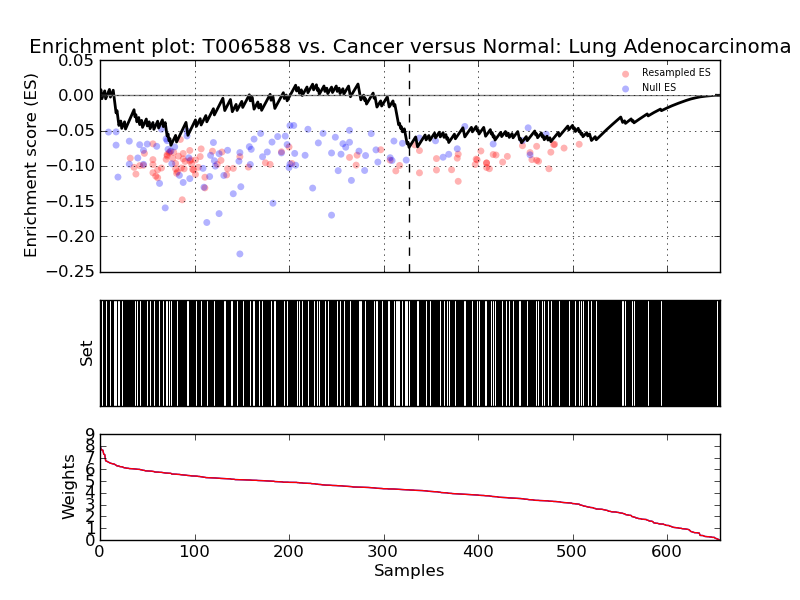 Enrichment plot: T006588 vs. Cancer versus Normal: Lung Adenocarcinoma
Enrichment score (ES)
0.05
0.00
−0.05
−0.10
−0.15
−0.20
−0.25
Resampled ES
Null ES
Set
Weights
9
8
7
6
5
4
3
2
1
0
0 100 200 300 400 500 600
Samples